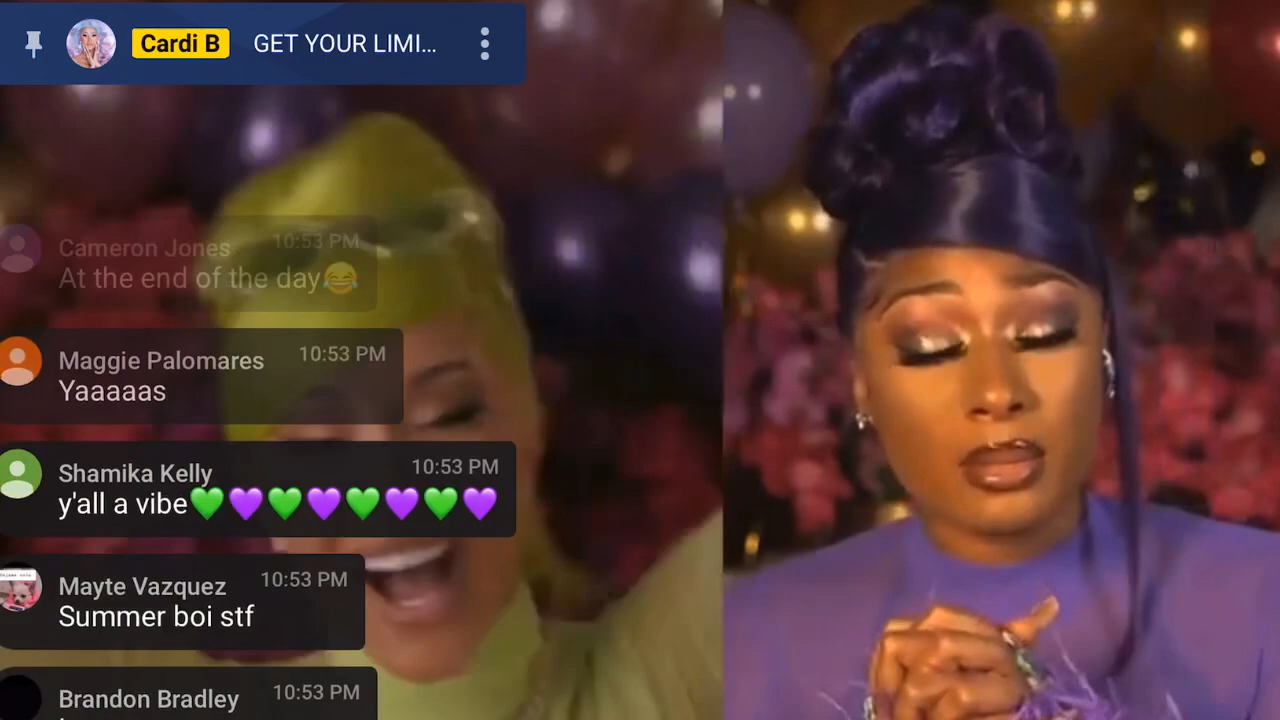 Cardi B GET YOUR LIMI...
Cameron Jones 10:53 PM
At the end of the day😂
Maggie Palomares 10:53 PM
Yaaaaas
Shamika Kelly 10:53 PM
y'all a vibe💚💜💚💜💚💜💚💜
Mayte Vazquez 10:53 PM
Summer boi stf
Brandon Bradley 10:53 PM